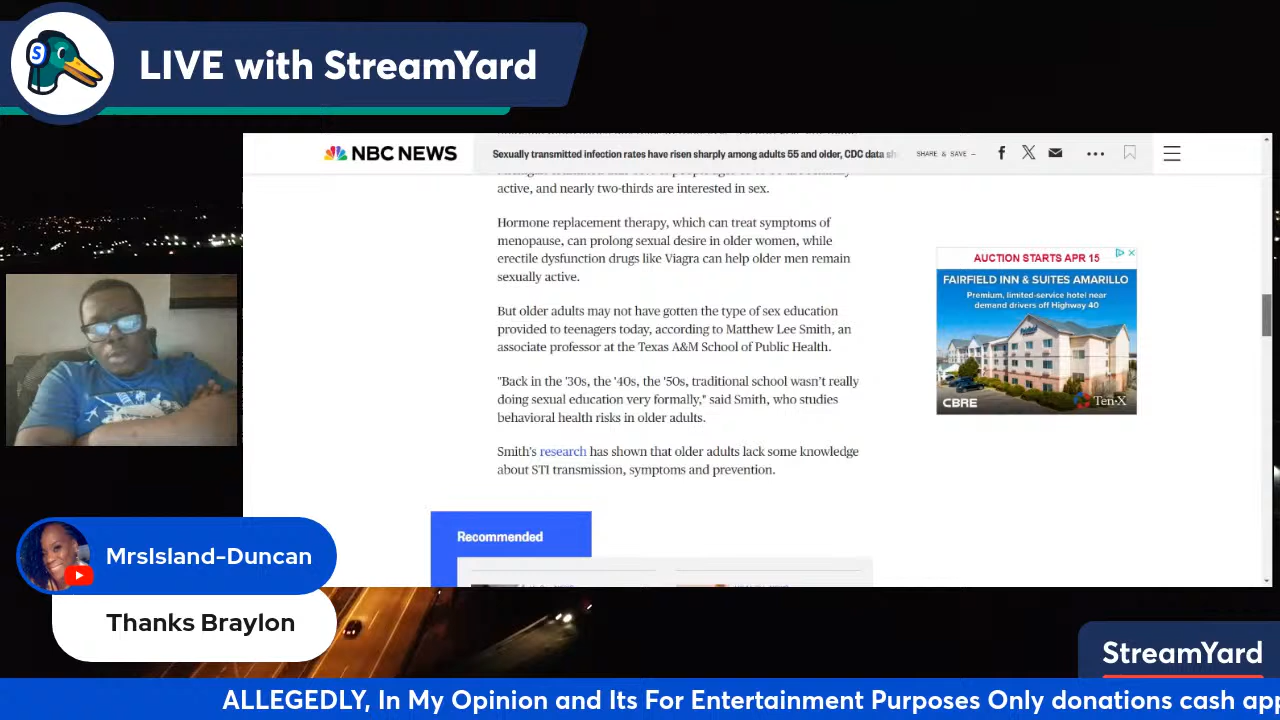 S
LIVE with StreamYard
NBC NEWS
Sexually transmitted infection rates have risen sharply among adults 55 and older, CDC data
SHARE & SAVE —
active, and nearly two-thirds are interested in sex.
Hormone replacement therapy, which can treat symptoms of
menopause, can prolong sexual desire in older women, while
erectile dysfunction drugs like Viagra can help older men remain
sexually active.
But older adults may not have gotten the type of sex education
provided to teenagers today, according to Matthew Lee Smith, an
associate professor at the Texas A&M School of Public Health.
"Back in the '30s, the '40s, the '50s, traditional school wasn't really
doing sexual education very formally," said Smith, who studies
behavioral health risks in older adults.
Smith's research has shown that older adults lack some knowledge
about STI transmission, symptoms and prevention.
Recommended
AUCTION STARTS APR 15
FAIRFIELD INN & SUITES AMARILLO
Premium, limited-service hotel near
demand drivers off Highway 40
CBRE
Ten-X
MrsIsland-Duncan
Thanks Braylon
StreamYard
ALLEGEDLY, In My Opinion and Its For Entertainment Purposes Only donations cash app